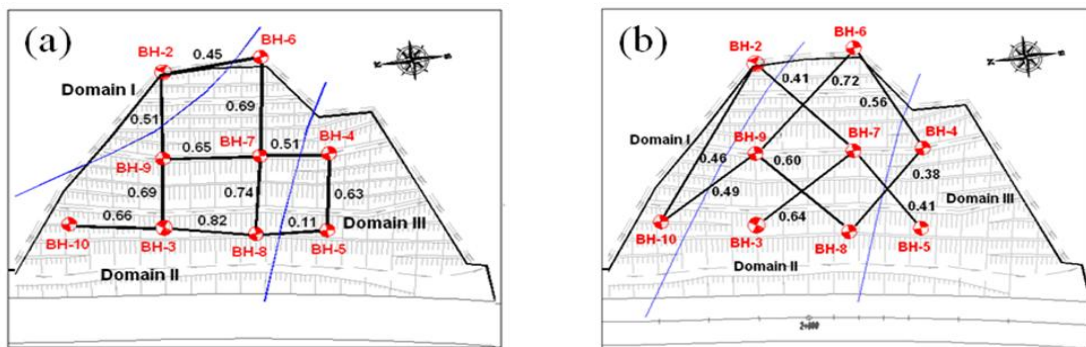 (a)
BH-6
BH-2
0.45
Domain I
0.51
0.69
BH-7
0.51
BH-4
0.65
BH-9
0.69
0.74
0.63
0.66
0.82
0.11
Domain III
BH-10
BH-3
BH-8
BH-5
Domain II
(b)
BH-6
BH-2
0.41
0.72
0.56
Domain I
BH-9
BH-7
BH-4
0.46
0.60
0.38
0.49
0.64
0.41
Domain III
BH-10
BH-3
BH-8
BH-5
Domain II